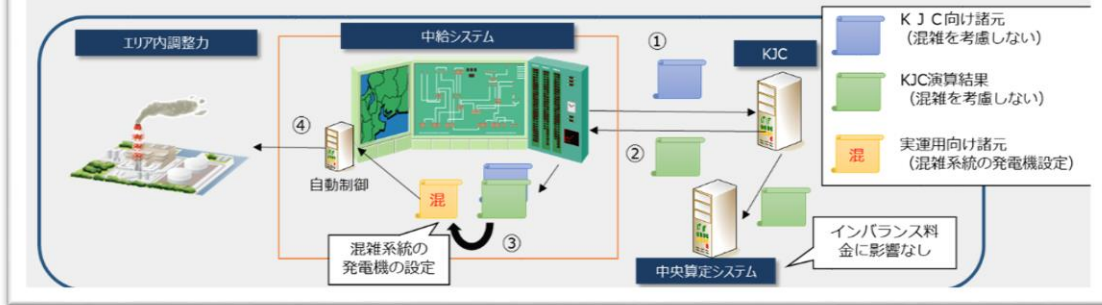 エリア内調整力
中給システム
①
KJC
ＫＪＣ向け諸元
（混雑を考慮しない）
KJC演算結果
（混雑を考慮しない）
混
実運用向け諸元
（混雑系統の発電機設定）
④
②
自動制御
混
③
混雑系統の
発電機の設定
中央算定システム
インバランス料
金に影響なし